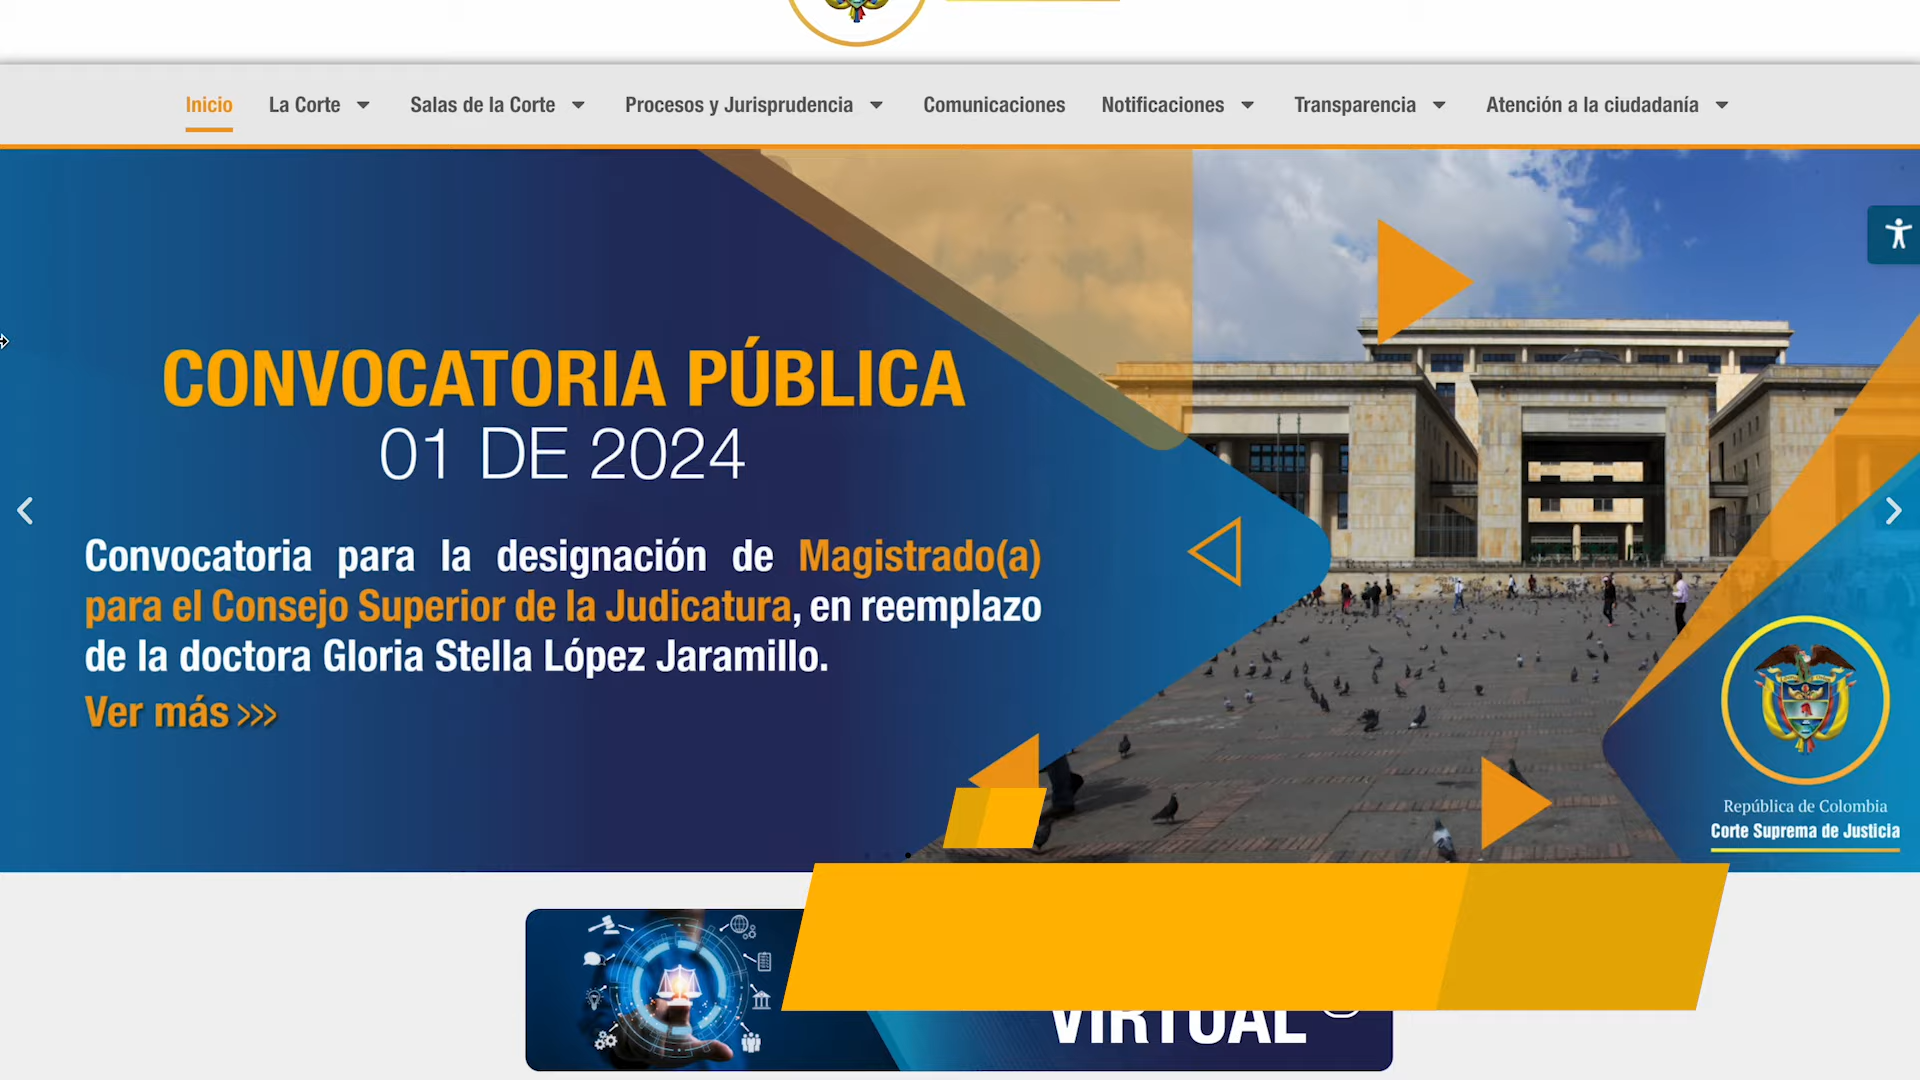 Inicio
La Corte
Salas de la Corte
Procesos y Jurisprudencia
Comunicaciones
Notificaciones
Transparencia
Atención a la ciudadanía
CONVOCATORIA PÚBLICA
01 DE 2024
Convocatoria para la designación de Magistrado(a)
para el Consejo Superior de la Judicatura, en reemplazo
de la doctora Gloria Stella López Jaramillo.
Ver más >>>
República de Colombia
Corte Suprema de Justicia
VIRTUAL